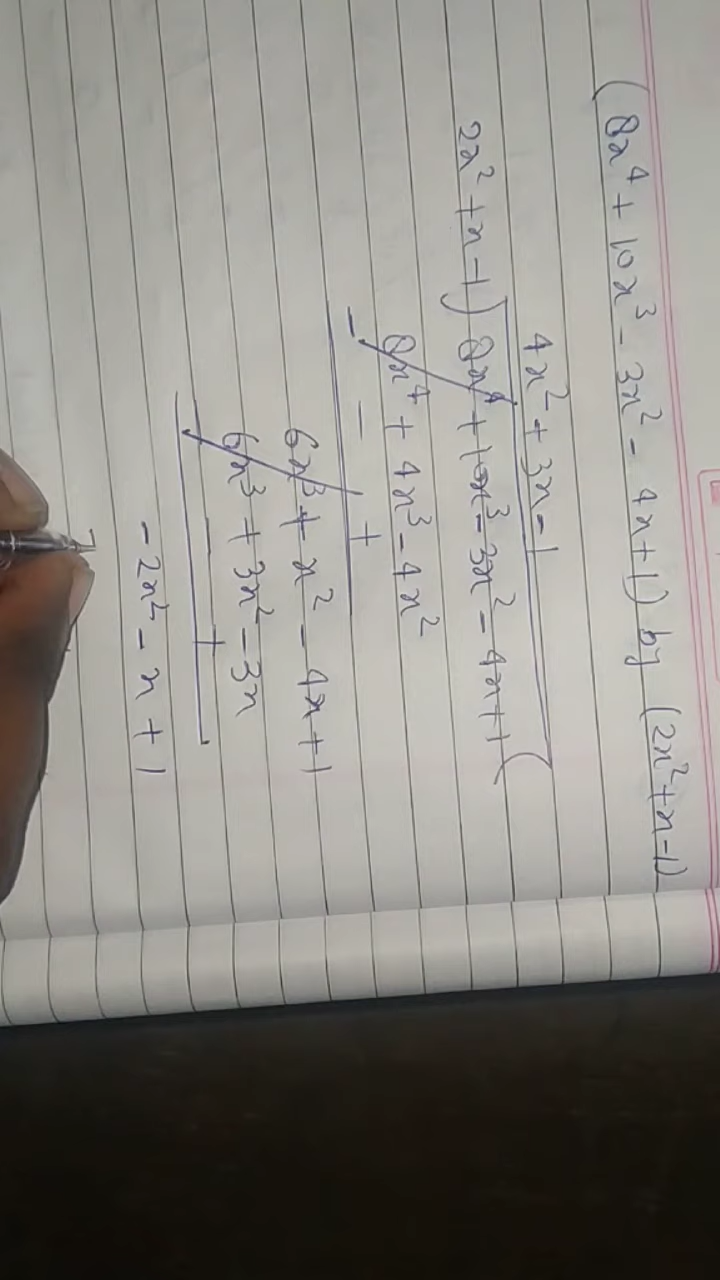 (8x⁴ + 10x³ - 3x² - 4x + 1) by (2x² + x - 1)
4x² + 3x - 1
2x² + x - 1) 8x⁴ + 10x³ - 3x² - 4x + 1 (
8x⁴ + 4x³ - 4x²
- - +
6x³ + x² - 4x + 1
6x³ + 3x² - 3x
- - +
-2x² - x + 1